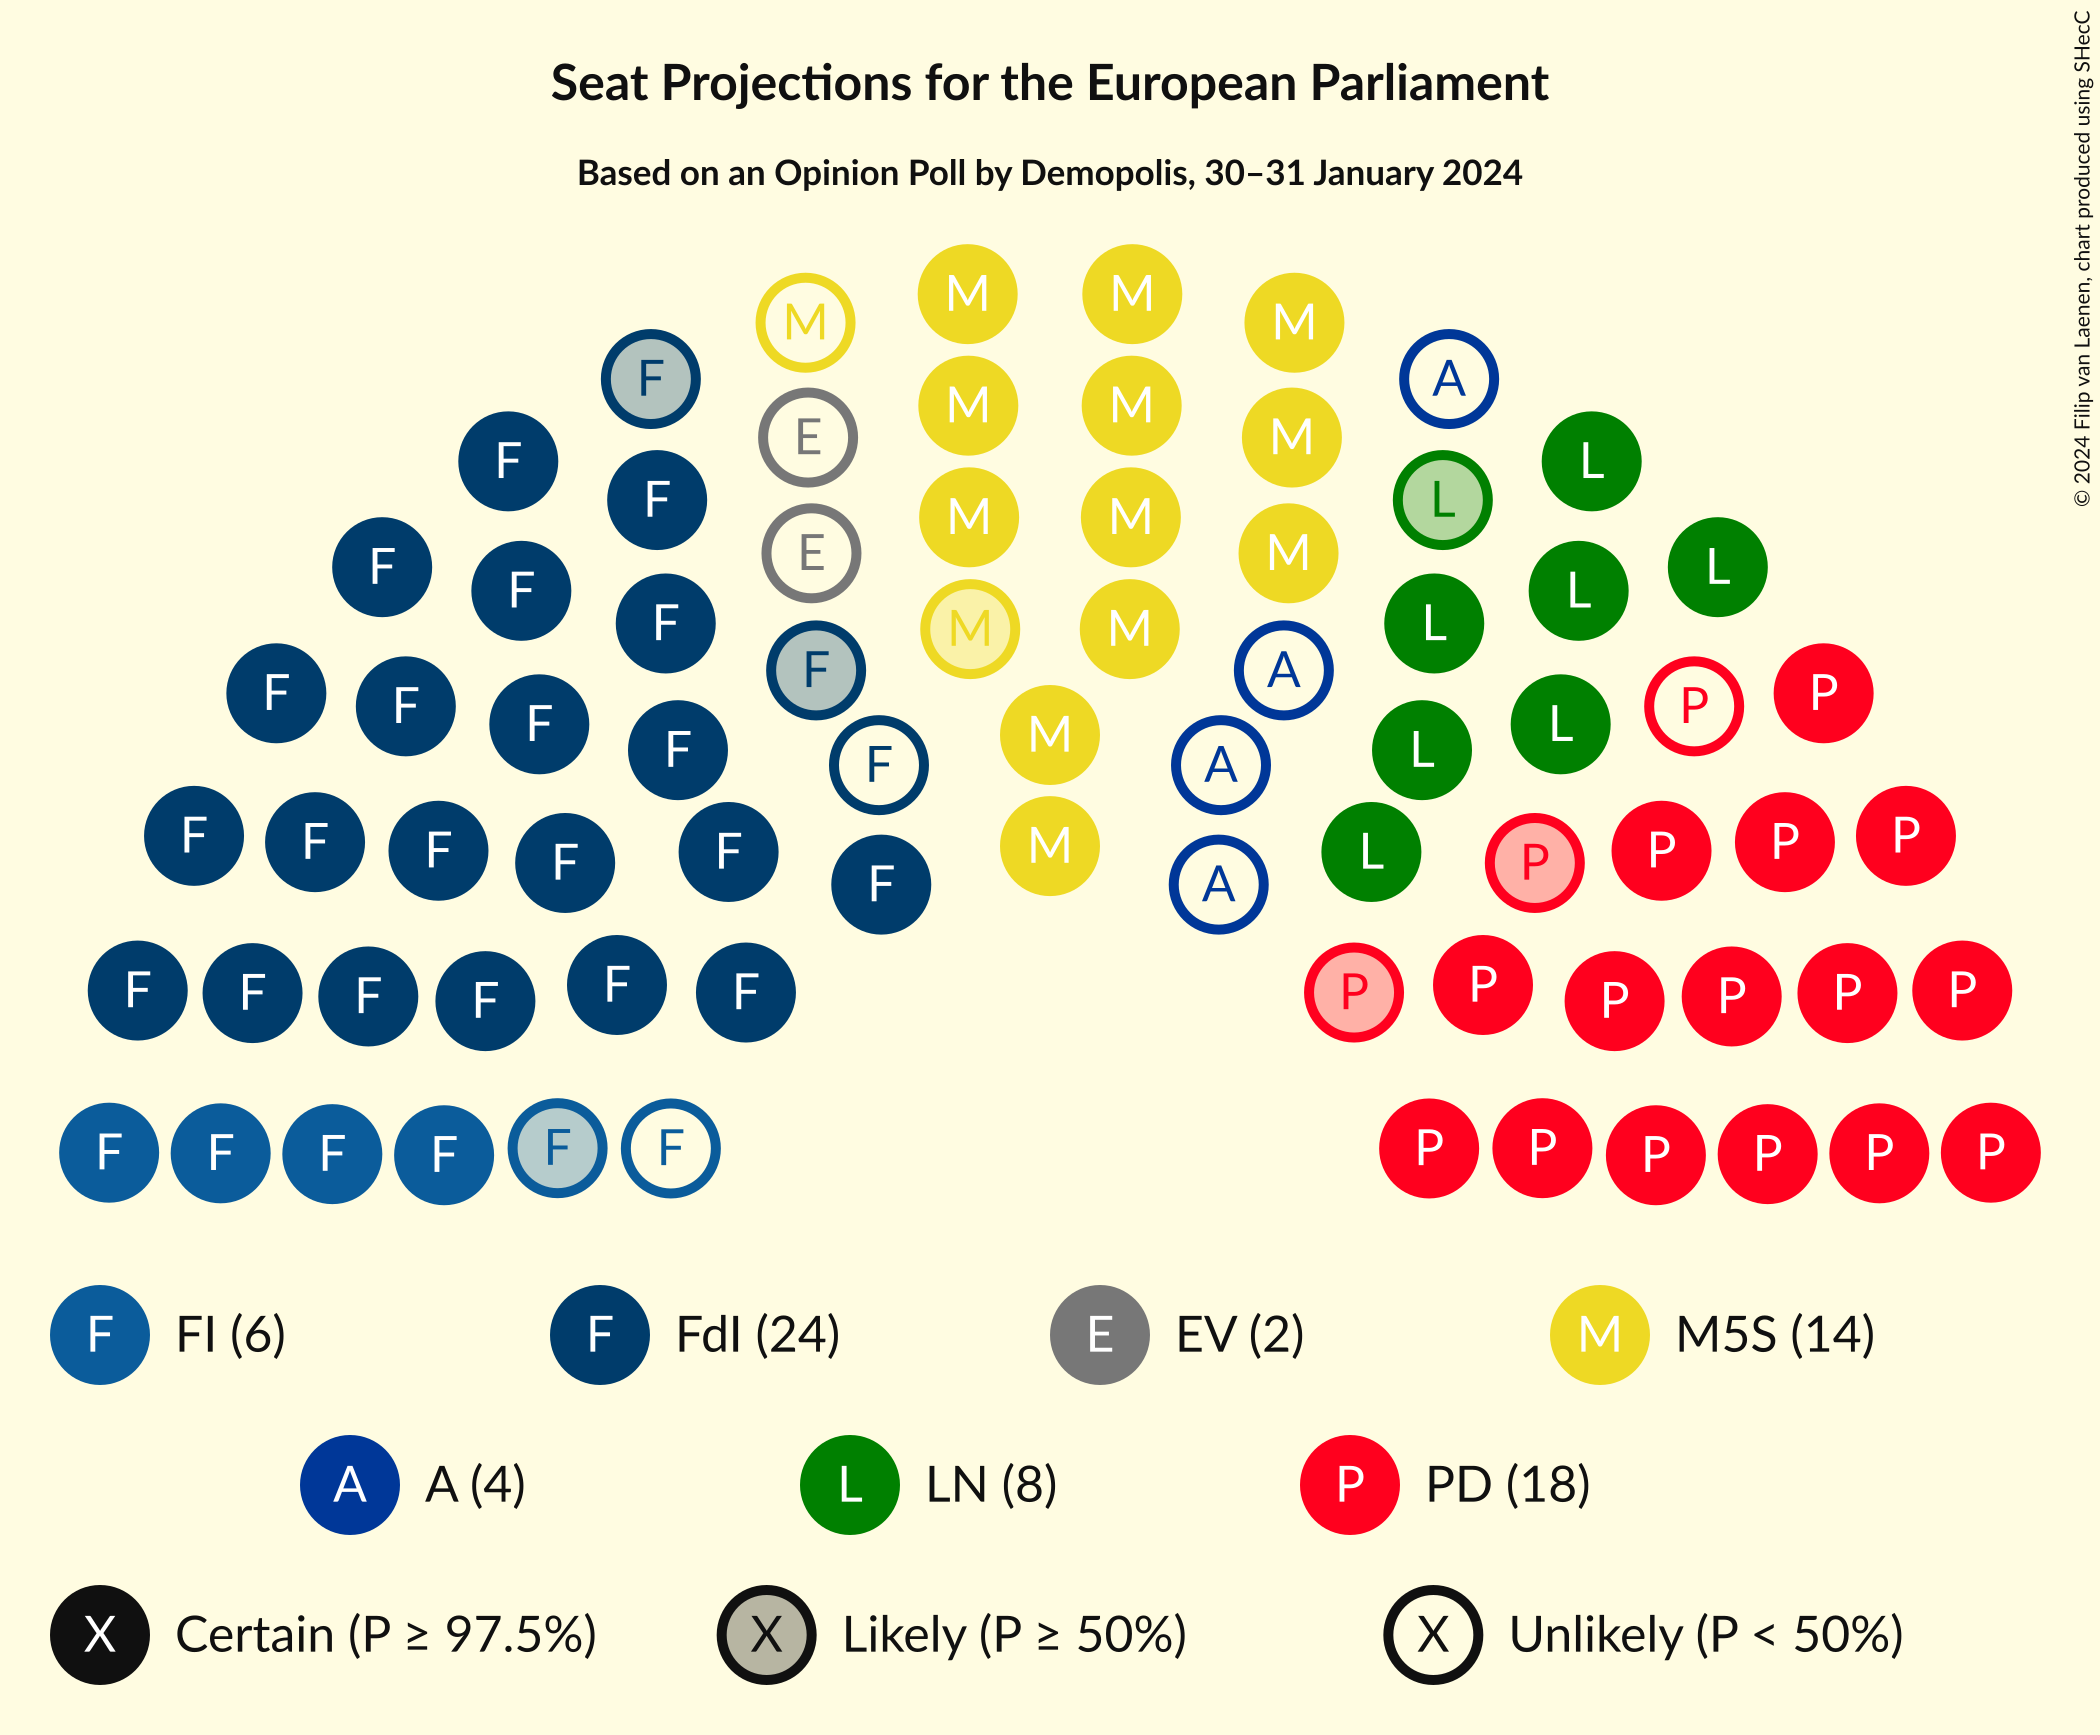 Seat Projections for the European Parliament
Based on an Opinion Poll by Demopolis, 30–31 January 2024
© 2024 Filip van Laenen, chart produced using SHecC
M M M M
F A
M M
E M
F L
F L
M M
E M
F L
F L
F L
M M
F A
F L
F P P
F M
F L
F L
F A
F P P
F M
F L
F P P
F P
F A
F F P P
F F F P P P
F F F P P P
F F F F F F P P P P P P
F FI (6) F FdI (24) E EV (2) M M5S (14)
A A (4) L LN (8) P PD (18)
X Certain (P ≥ 97.5%) X Likely (P ≥ 50%) X Unlikely (P < 50%)